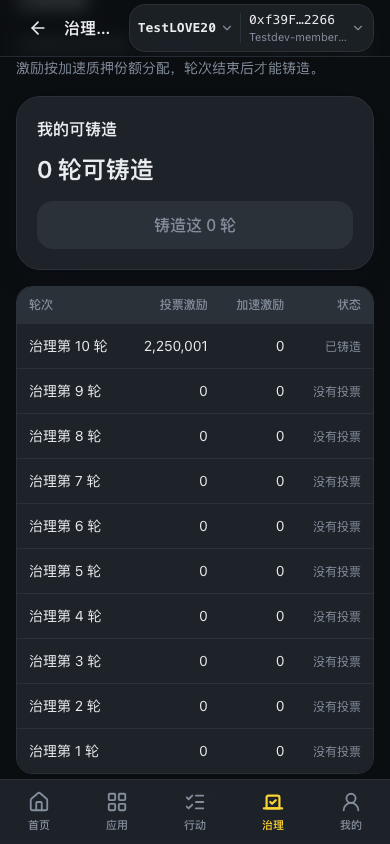 治理...
TestLOVE20
0xf39F...2266
Testdev-member...
激励按加速质押份额分配，轮次结束后才能铸造。
我的可铸造
0 轮可铸造
铸造这 0 轮
轮次 投票激励 加速激励 状态
治理第 10 轮 2,250,001 0 已铸造
治理第 9 轮 0 0 没有投票
治理第 8 轮 0 0 没有投票
治理第 7 轮 0 0 没有投票
治理第 6 轮 0 0 没有投票
治理第 5 轮 0 0 没有投票
治理第 4 轮 0 0 没有投票
治理第 3 轮 0 0 没有投票
治理第 2 轮 0 0 没有投票
治理第 1 轮 0 0 没有投票
首页 应用 行动 治理 我的